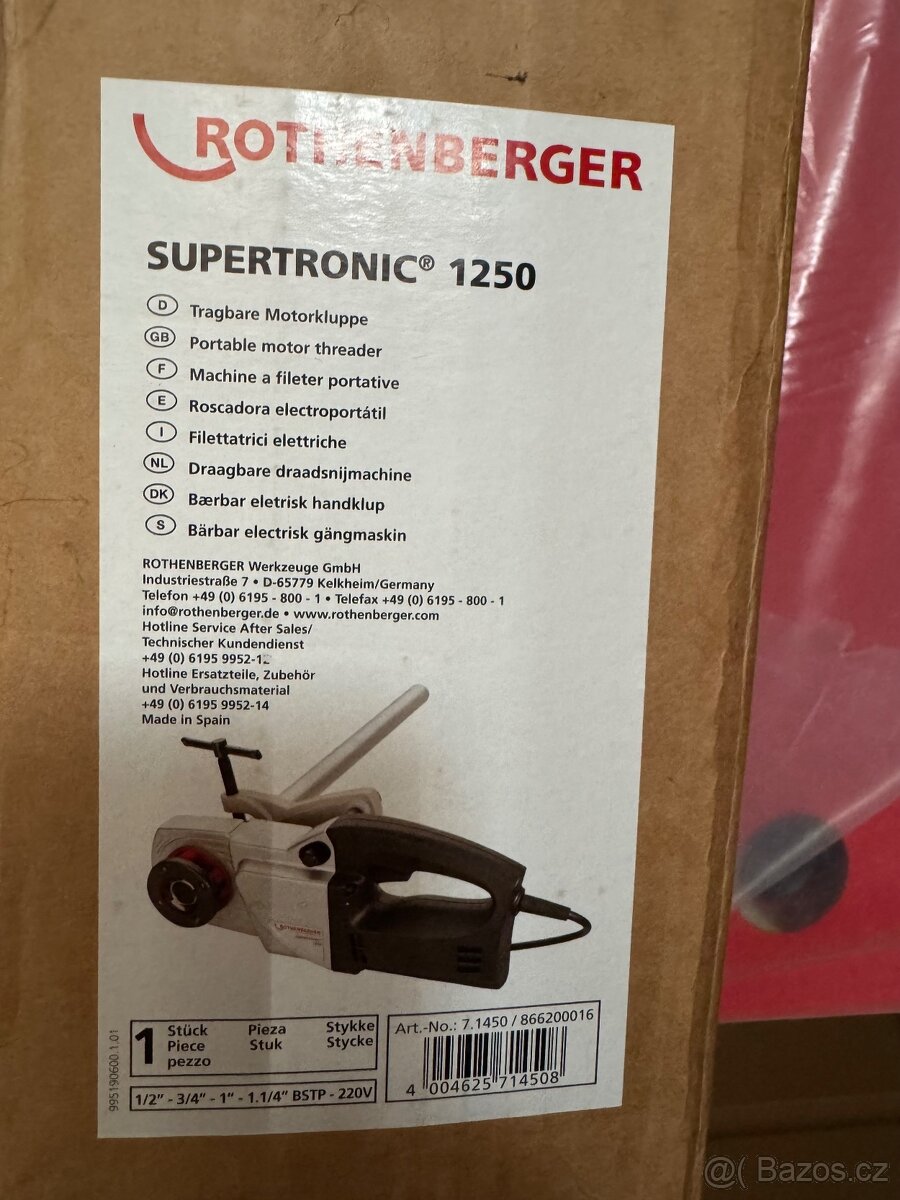 ROTHENBERGER
SUPERTRONIC® 1250
D Tragbare Motorkluppe
GB Portable motor threader
F Machine a fileter portative
E Roscadora electroportátil
I Filettatrici elettriche
NL Draagbare draadsnijmachine
DK Bærbar eletrisk handklup
S Bärbar electrisk gängmaskin
ROTHENBERGER Werkzeuge GmbH
Industriestraße 7 • D-65779 Kelkheim/Germany
Telefon +49 (0) 6195 - 800 - 1 • Telefax +49 (0) 6195 - 800 - 1
info@rothenberger.de • www.rothenberger.com
Hotline Service After Sales/
Technischer Kundendienst
+49 (0) 6195
Hotline Ersatzteile, Zubehör
und Verbrauchsmaterial
+49 (0) 6195 9952-14
Made in Spain
ROTHENBERGER
995190600.1.01
1 Stück Pieza Stykke
Piece Stuk Stycke
pezzo
1/2” - 3/4” - 1” - 1.1/4” BSTP - 220V
Art.-No.: 7.1450 / 866200016
4 004625 714508
@( Bazos.cz